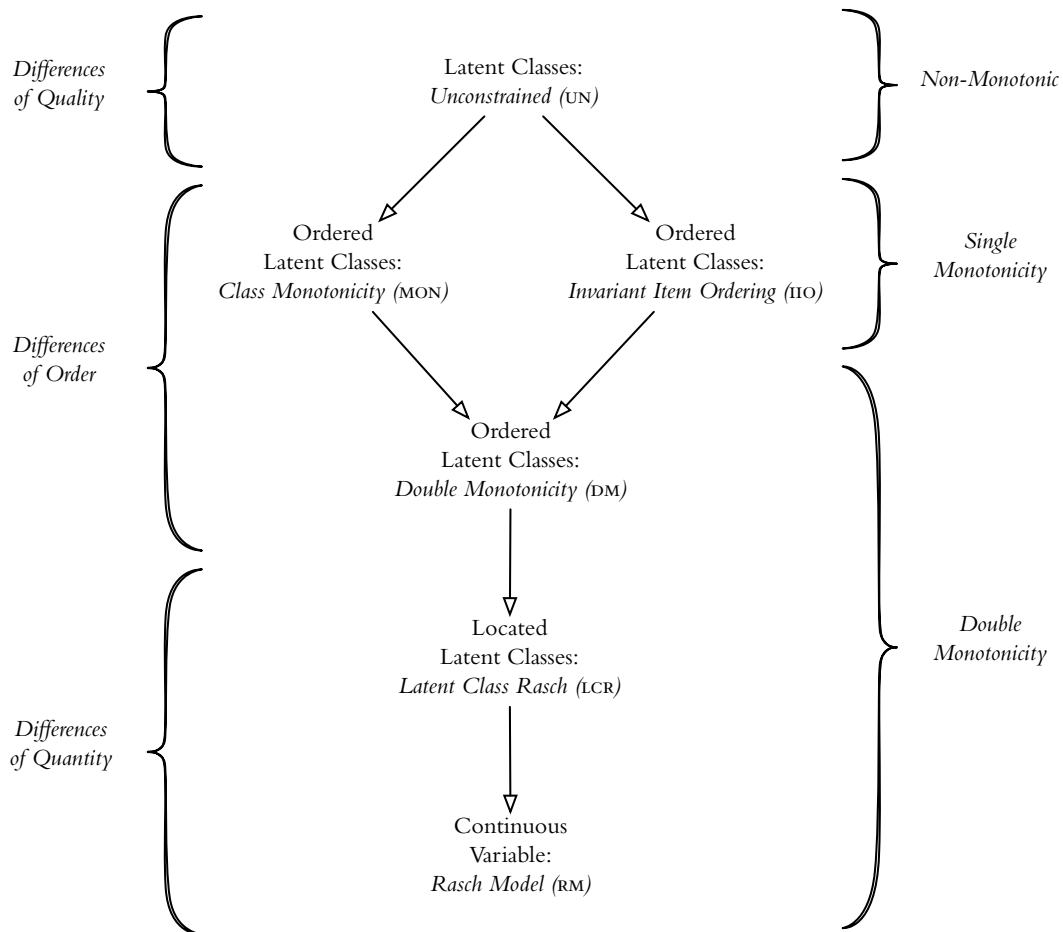 Differences
of Quality
Latent Classes:
Unconstrained (UN)
Non-Monotonic
Ordered
Latent Classes:
Class Monotonicity (MON)
Ordered
Latent Classes:
Invariant Item Ordering (IIO)
Single
Monotonicity
Differences
of Order
Ordered
Latent Classes:
Double Monotonicity (DM)
Located
Latent Classes:
Latent Class Rasch (LCR)
Double
Monotonicity
Differences
of Quantity
Continuous
Variable:
Rasch Model (RM)